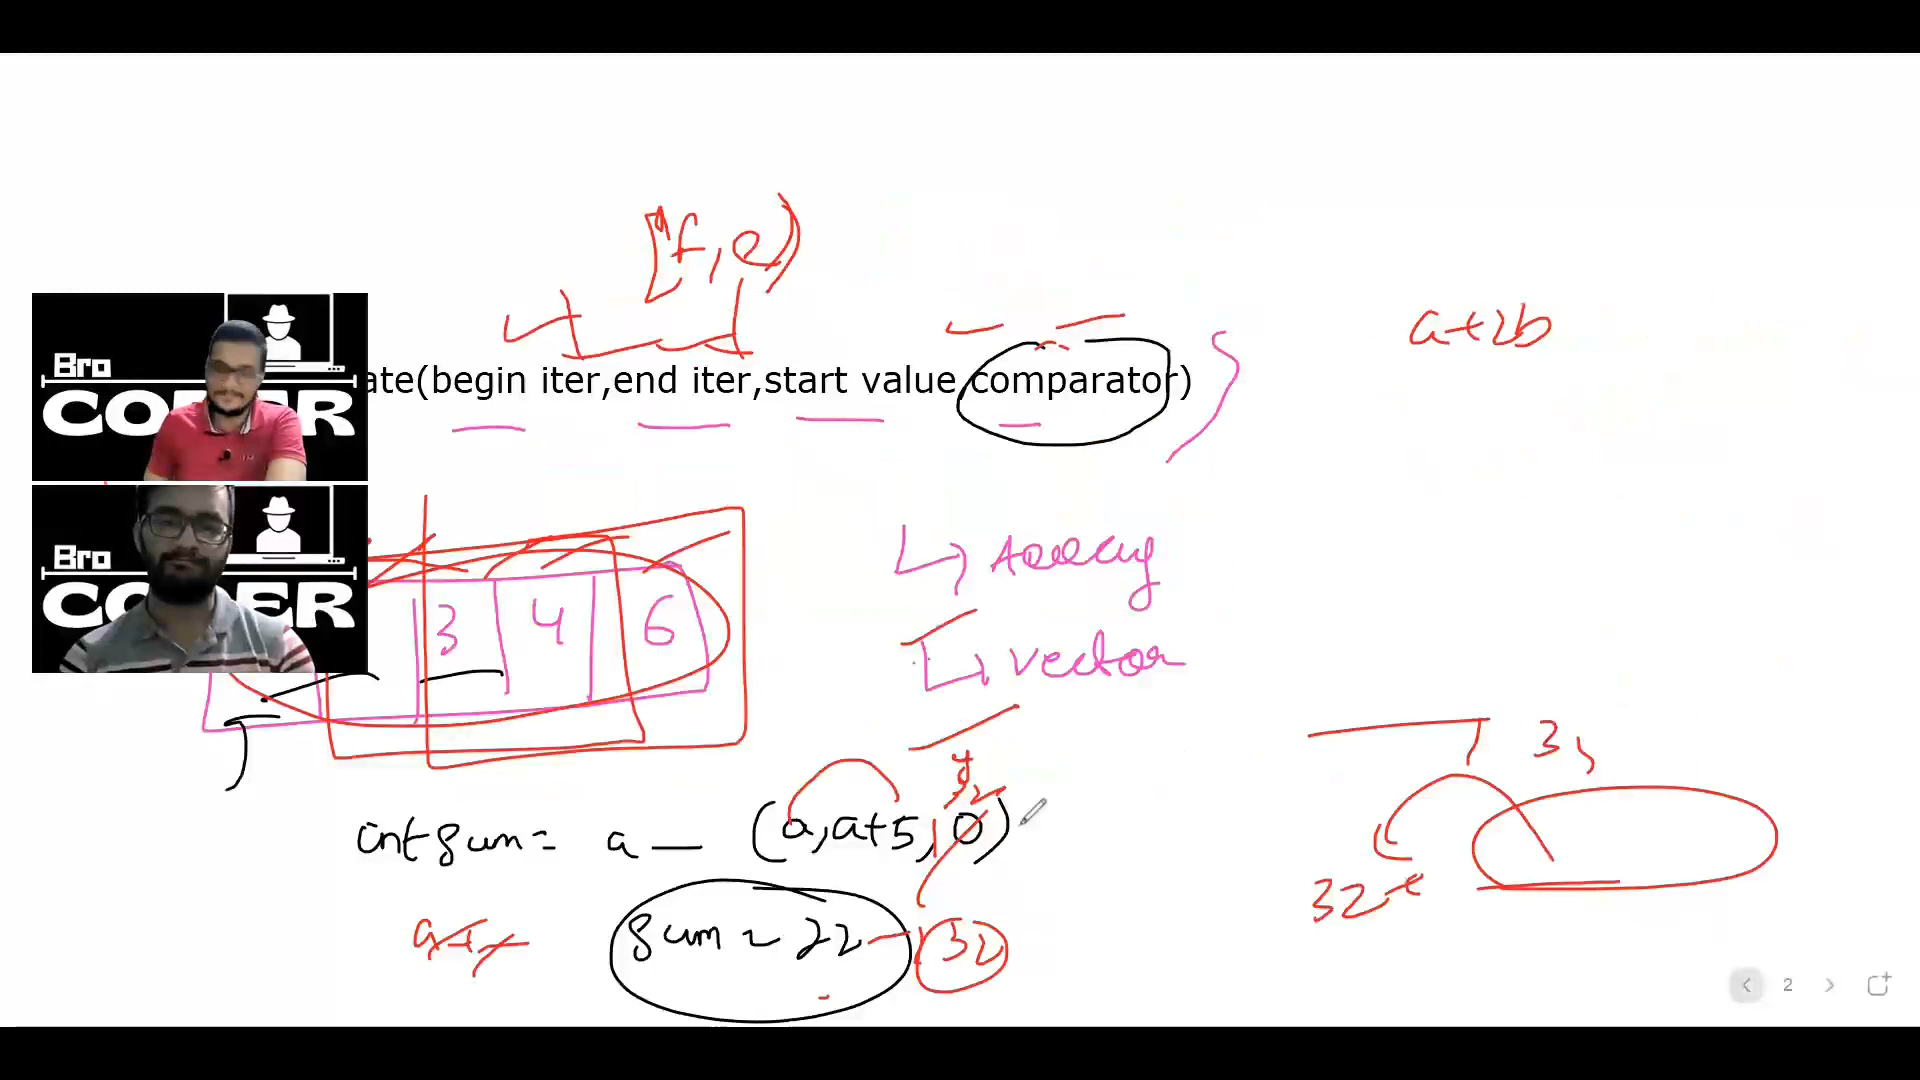 [f,e)
a+2b
Bro
CODER
ate(begin iter,end iter,start value,comparator)
↳ Array
Bro
CODER
3 4 6
↳ vector
3,
int sum = a — (a,a+5, 0)
32
sum = 22 32